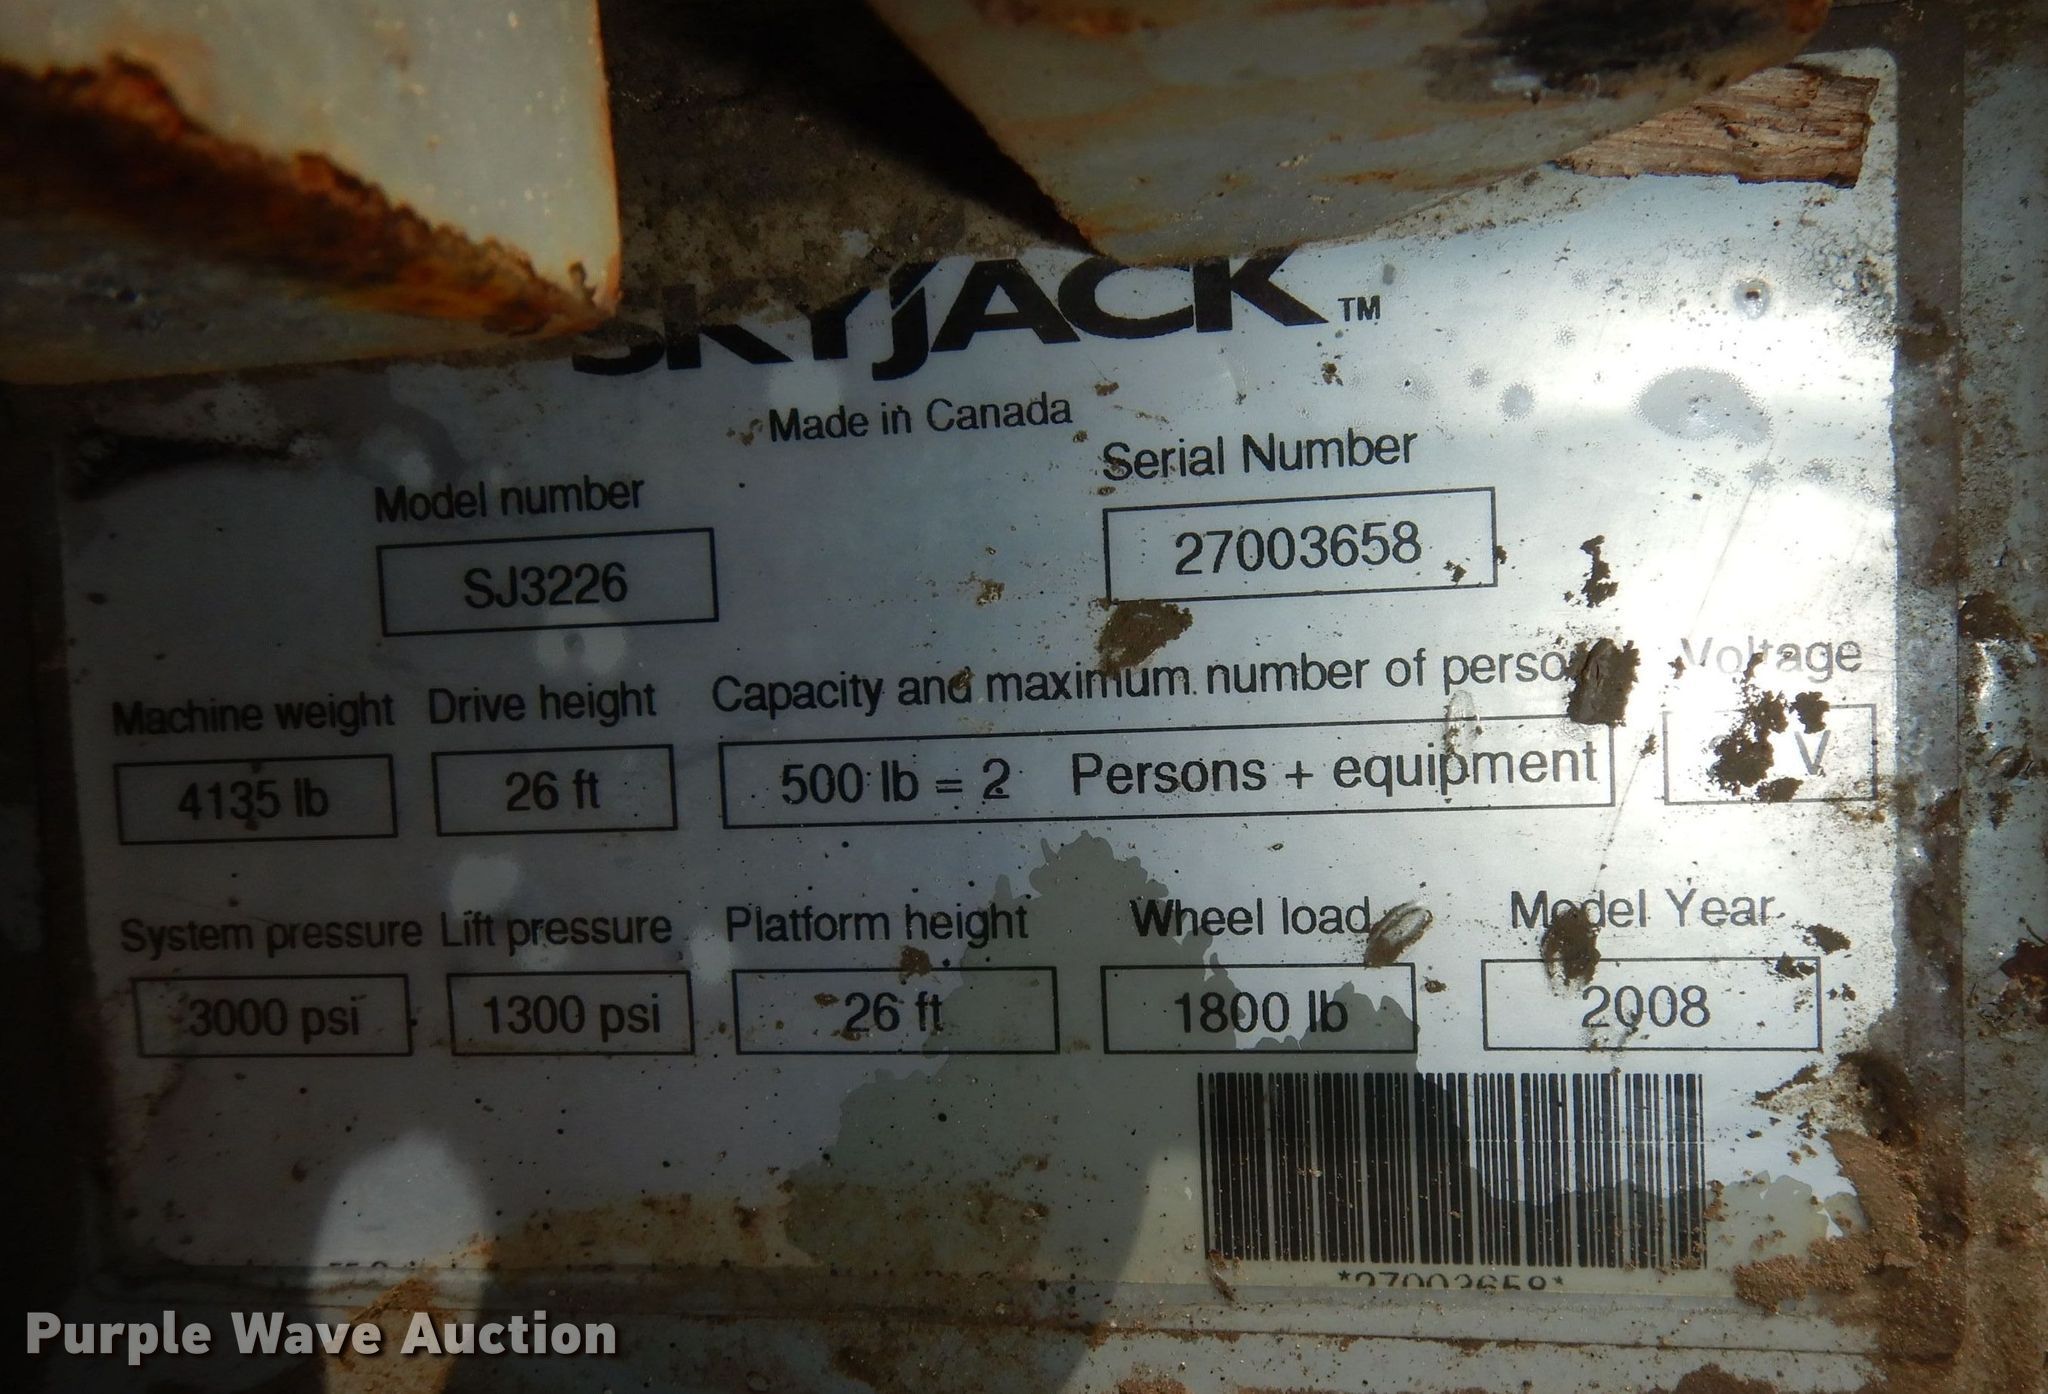 SKYJACK™
Made in Canada
Model number
Serial Number
SJ3226
27003658
Machine weight
Drive height
Capacity and maximum number of perso
Voltage
4135 lb
26 ft
500 lb = 2 Persons + equipment
V
System pressure
Lift pressure
Platform height
Wheel load
Model Year
3000 psi
1300 psi
26 ft
1800 lb
2008
*27003658*
Purple Wave Auction